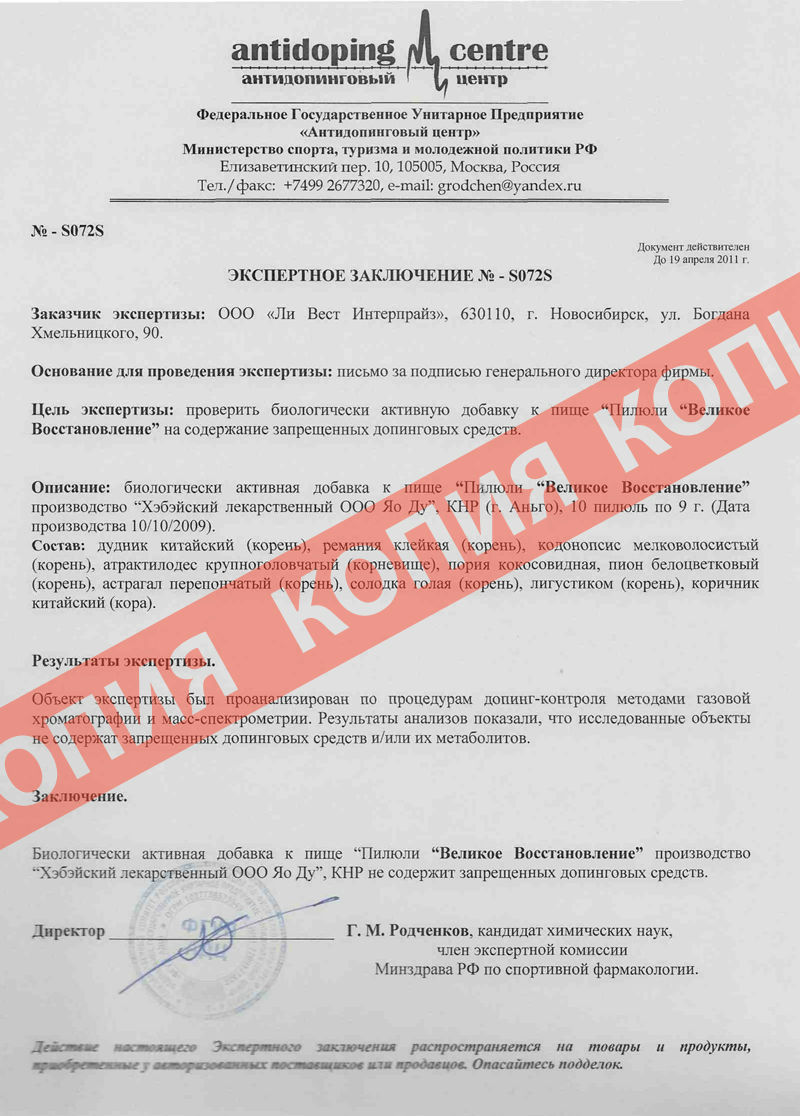 antidoping centre
антидопинговый центр
Федеральное Государственное Унитарное Предприятие
«Антидопинговый центр»
Министерство спорта, туризма и молодежной политики РФ
Елизаветинский пер. 10, 105005, Москва, Россия
Тел./факс: +7499 2677320, e-mail: grodchen@yandex.ru
№ - S072S
Документ действителен
До 19 апреля 2011 г.
ЭКСПЕРТНОЕ ЗАКЛЮЧЕНИЕ № - S072S
Заказчик экспертизы: ООО «Ли Вест Интерпрайз», 630110, г. Новосибирск, ул. Богдана
Хмельницкого, 90.
Основание для проведения экспертизы: письмо за подписью генерального директора фирмы.
Цель экспертизы: проверить биологически активную добавку к пище “Пилюли “Великое
Восстановление” на содержание запрещенных допинговых средств.
Описание: биологически активная добавка к пище “Пилюли “Великое Восстановление”
производство “Хэбэйский лекарственный ООО Яо Ду”, КНР (г. Аньго), 10 пилюль по 9 г. (Дата
производства 10/10/2009).
Состав: дудник китайский (корень), ремания клейкая (корень), кодонопсис мелковолосистый
(корень), атрактилодес крупноголовчатый (корневище), пория кокосовидная, пион белоцветковый
(корень), астрагал перепончатый (корень), солодка голая (корень), лигустиком (корень), коричник
китайский (кора).
Результаты экспертизы.
Объект экспертизы был проанализирован по процедурам допинг-контроля методами газовой
хроматографии и масс-спектрометрии. Результаты анализов показали, что исследованные объекты
не содержат запрещенных допинговых средств и/или их метаболитов.
Заключение.
Биологически активная добавка к пище “Пилюли “Великое Восстановление” производство
“Хэбэйский лекарственный ООО Яо Ду”, КНР не содержит запрещенных допинговых средств.
Директор Г. М. Родченков, кандидат химических наук,
член экспертной комиссии
Минздрава РФ по спортивной фармакологии.
Действие настоящего Экспертного заключения распространяется на товары и продукты,
приобретенные у авторизованных поставщиков или продавцов. Опасайтесь подделок.
КОПИЯ КОПИЯ КОПИЯ